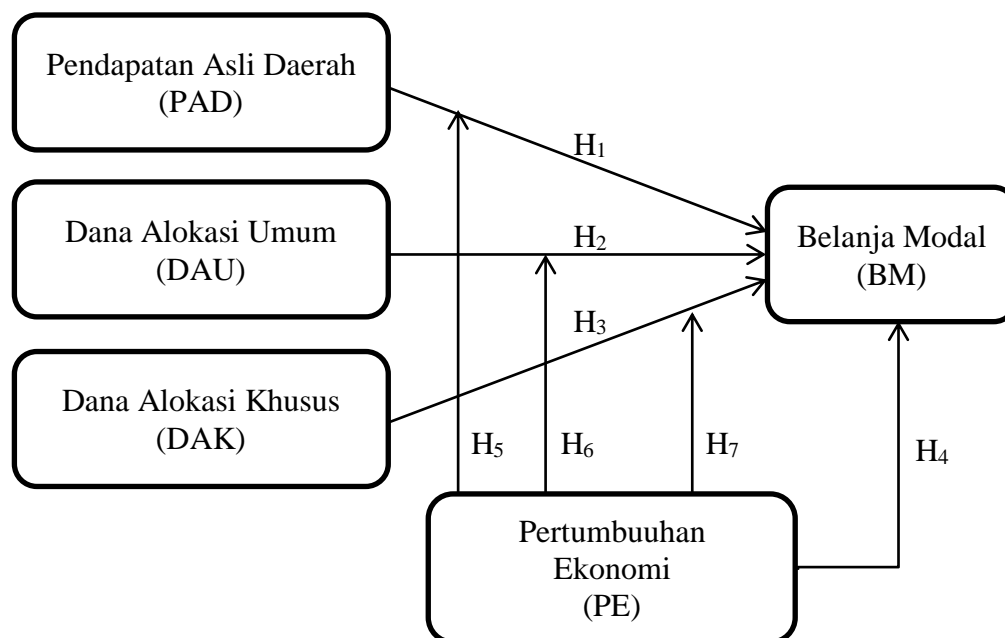 Pendapatan Asli Daerah
(PAD)
H1
Dana Alokasi Umum
(DAU)
H2
Belanja Modal
(BM)
H3
Dana Alokasi Khusus
(DAK)
H5
H6
H7
H4
Pertumbuuhan
Ekonomi
(PE)